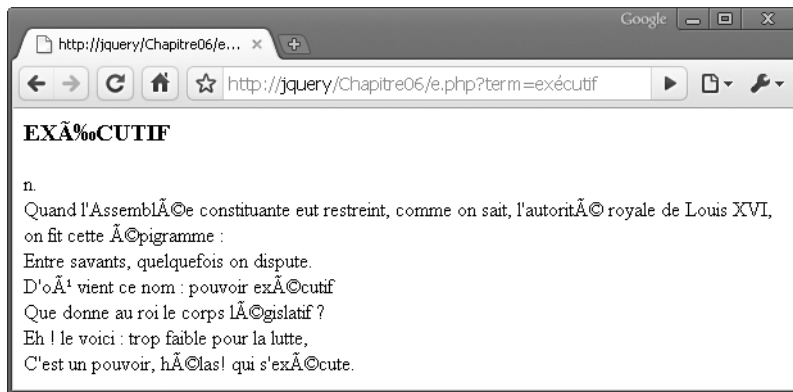 Google
http://jquery/Chapitre06/e...
http://jquery/Chapitre06/e.php?term=exécutif
EXÃ‰CUTIF
n.
Quand l'AssemblÃ©e constituante eut restreint, comme on sait, l'autoritÃ© royale de Louis XVI,
on fit cette Ã©pigramme :
Entre savants, quelquefois on dispute.
D'oÃ¹ vient ce nom : pouvoir exÃ©cutif
Que donne au roi le corps lÃ©gislatif ?
Eh ! le voici : trop faible pour la lutte,
C'est un pouvoir, hÃ©las! qui s'exÃ©cute.